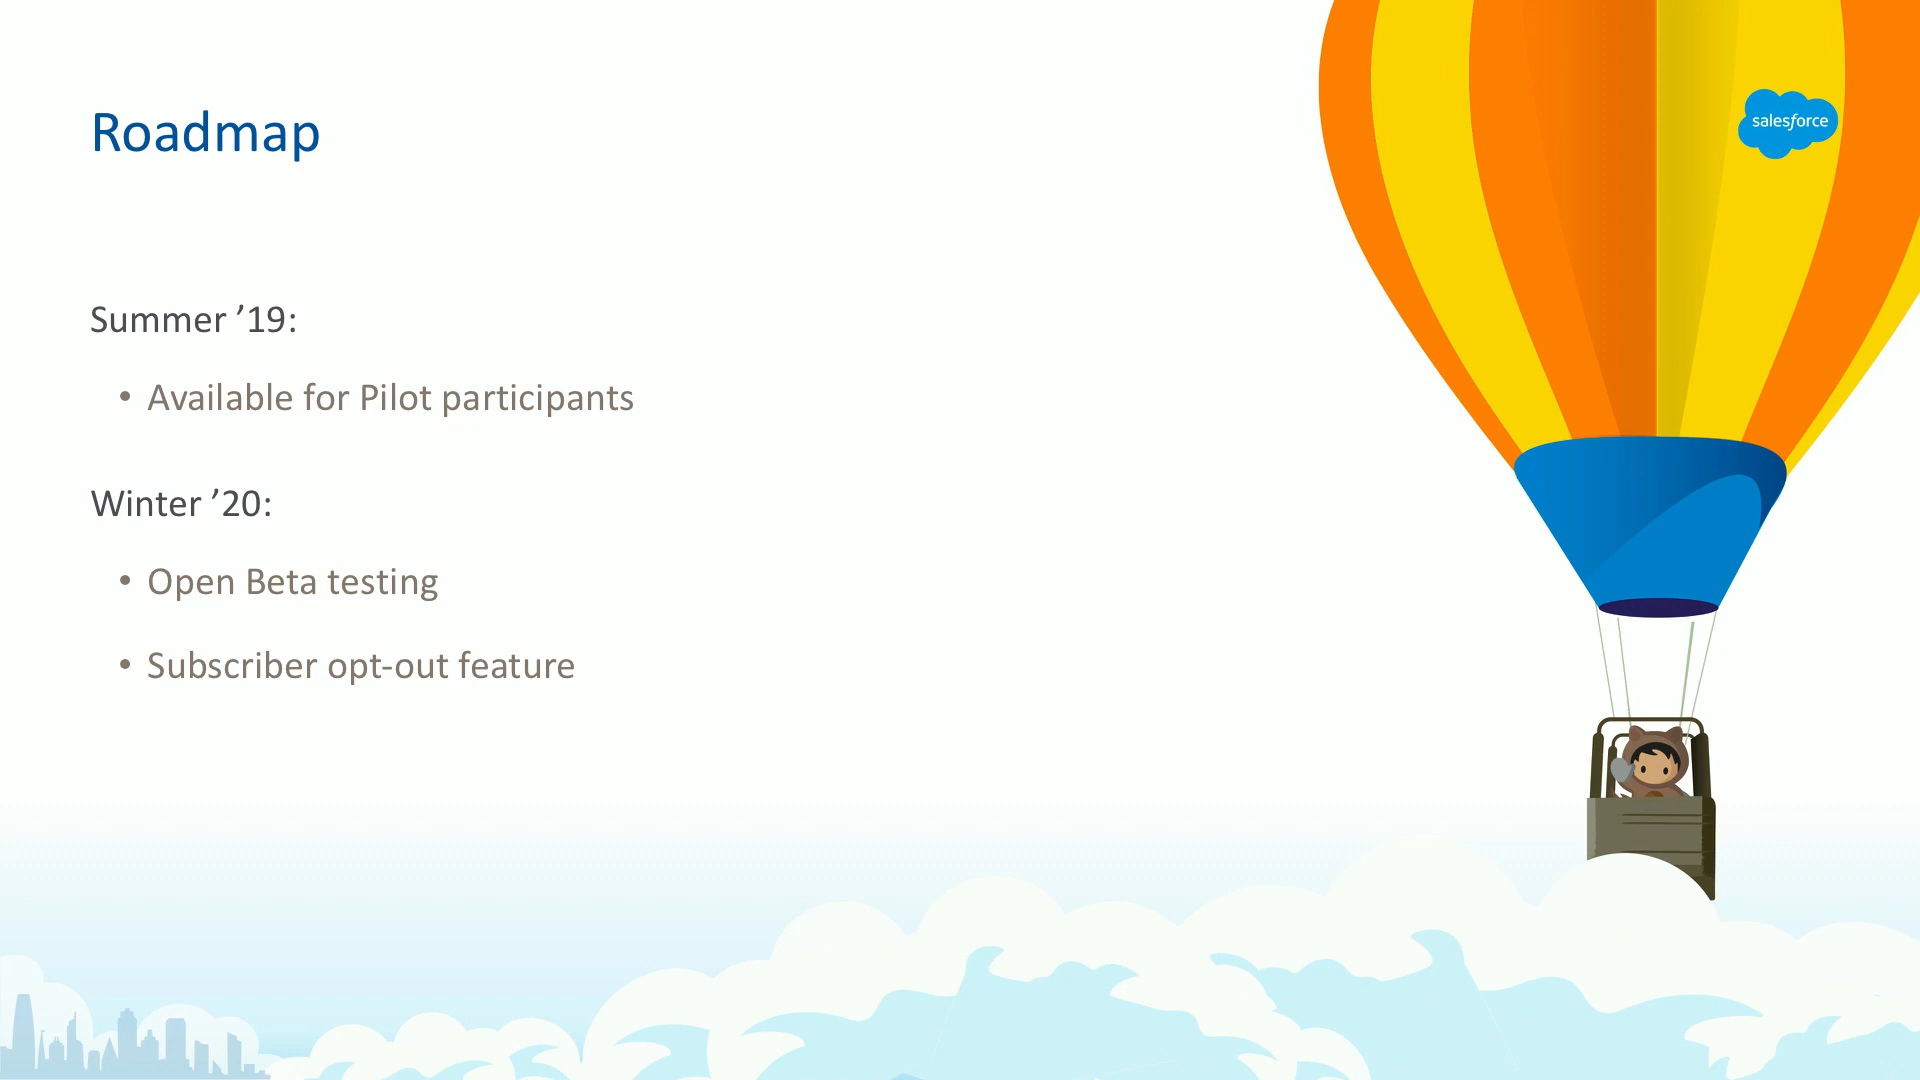 Roadmap
salesforce
Summer ’19:
• Available for Pilot participants
Winter ’20:
• Open Beta testing
• Subscriber opt-out feature